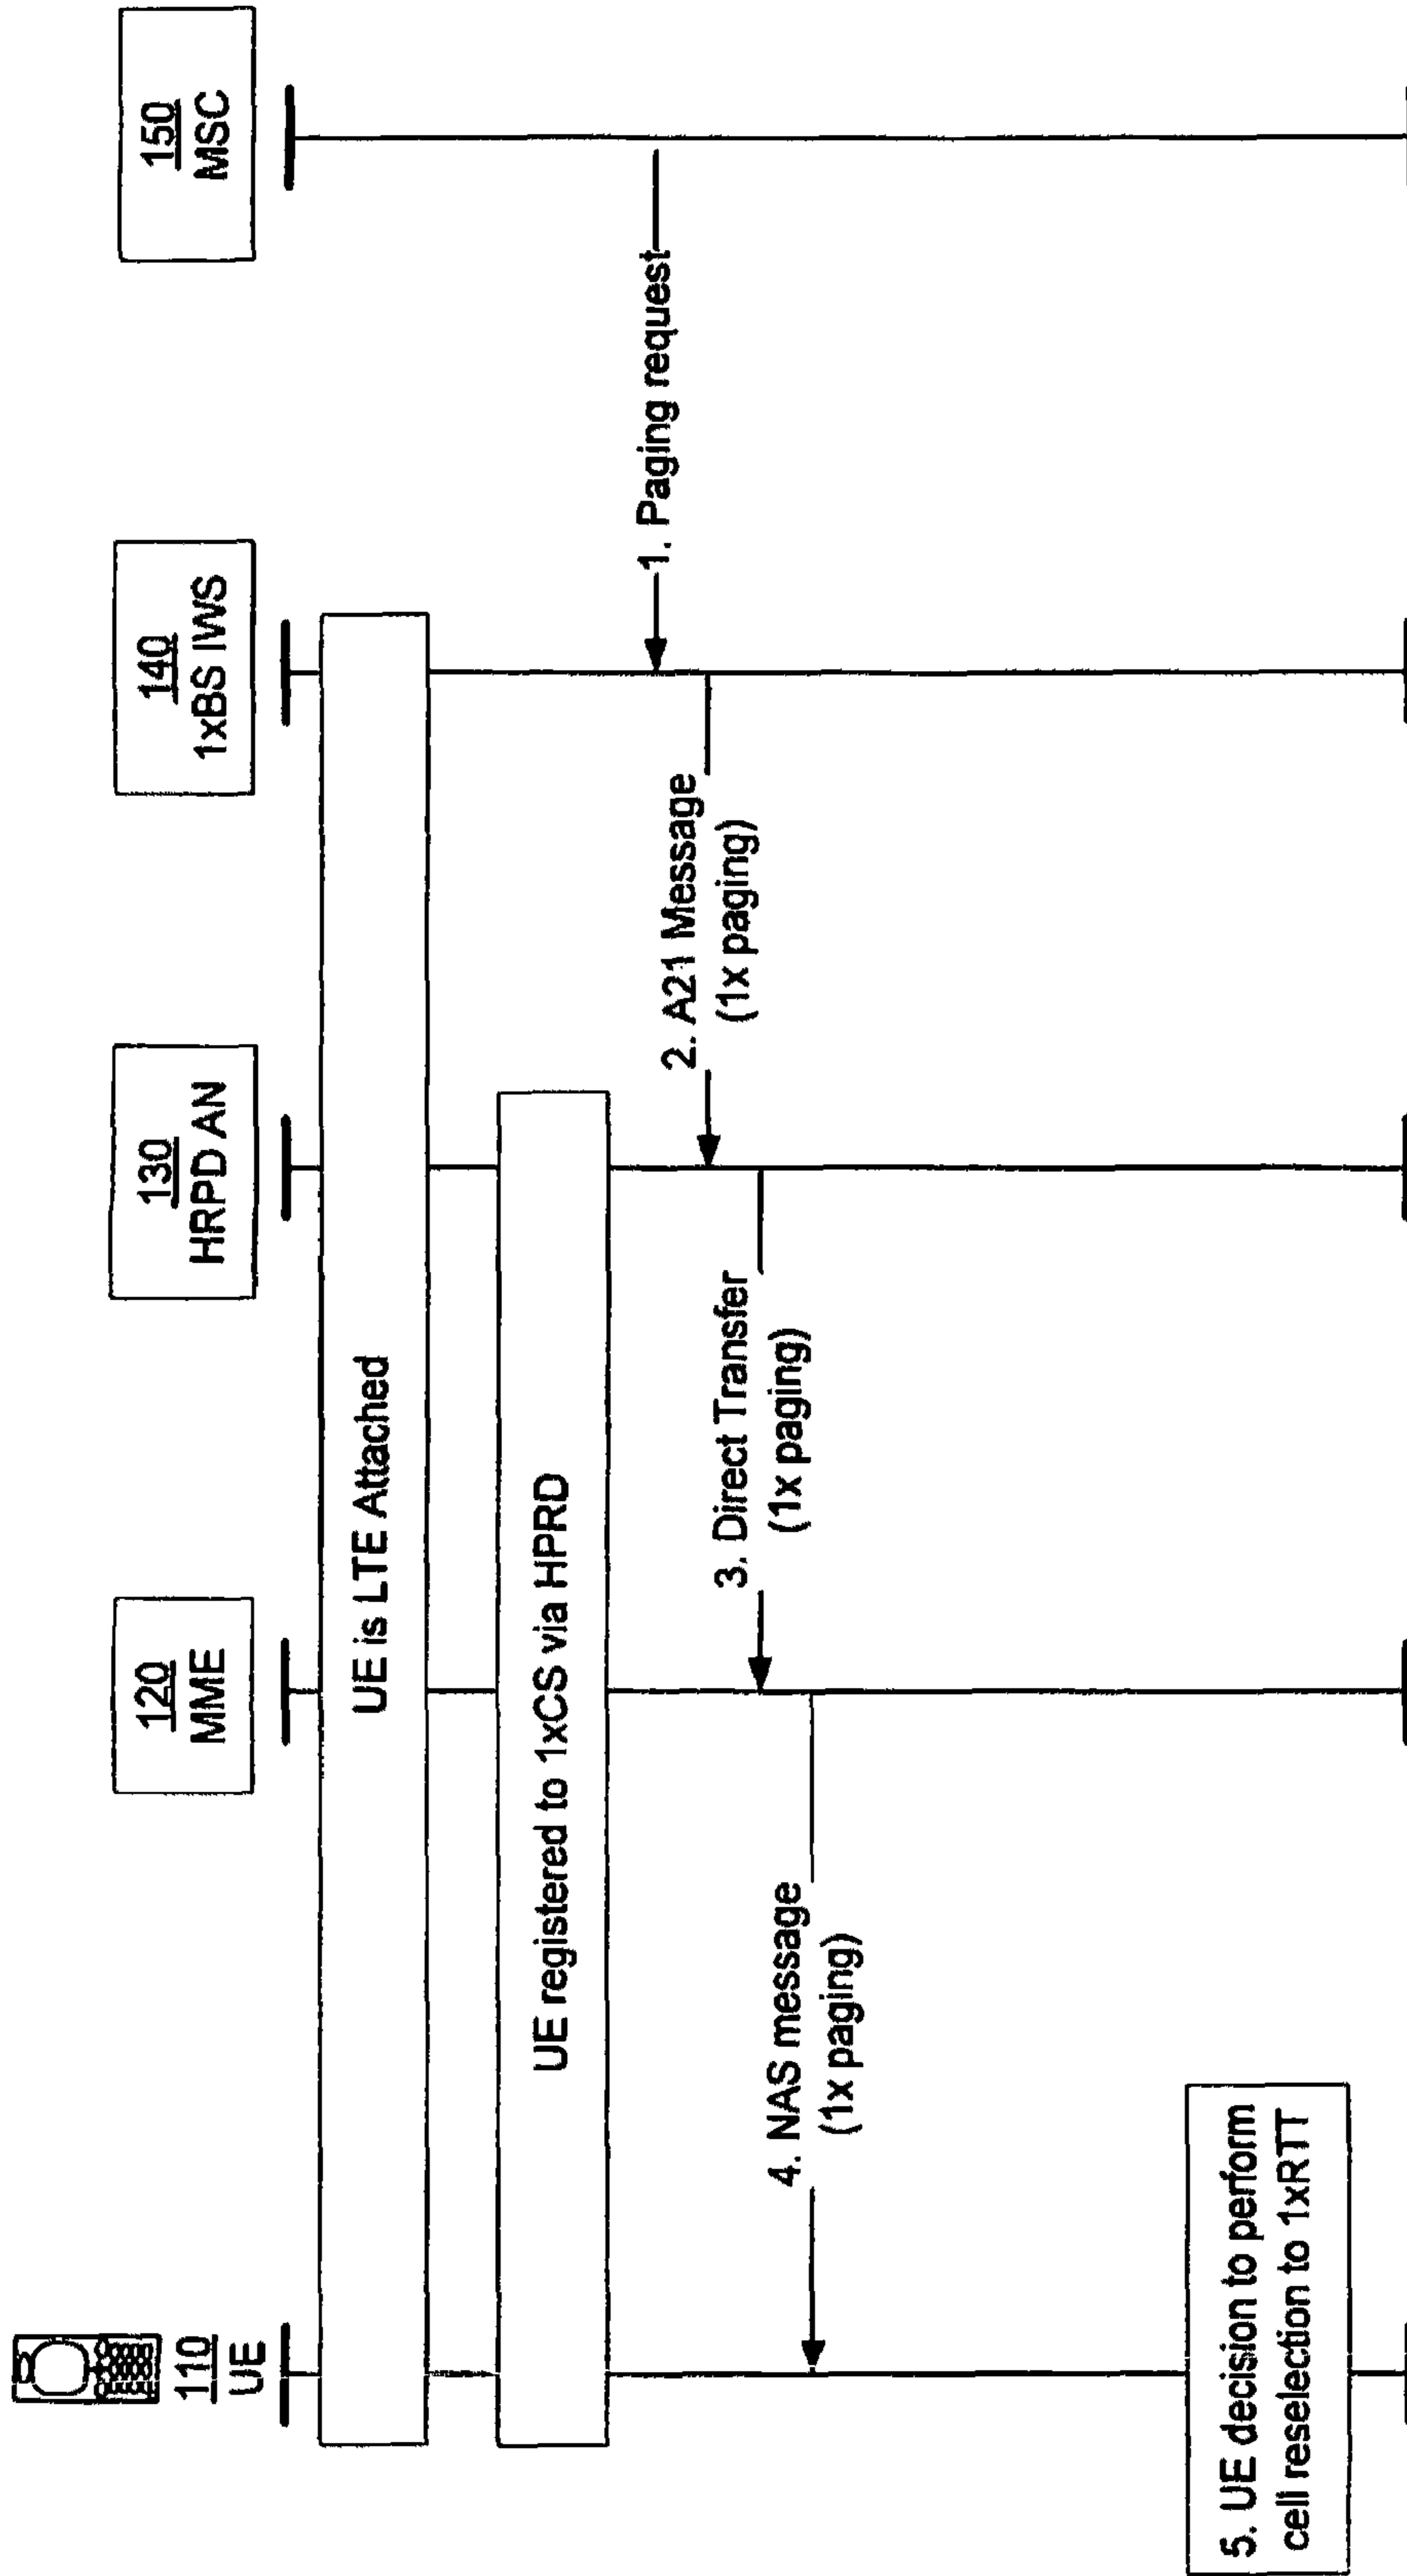 110
UE
120
MME
130
HRPD AN
140
1xBS IWS
150
MSC
UE is LTE Attached
UE registered to 1xCS via HPRD
1. Paging request
2. A21 Message
(1x paging)
3. Direct Transfer
(1x paging)
4. NAS message
(1x paging)
5. UE decision to perform
cell reselection to 1xRTT